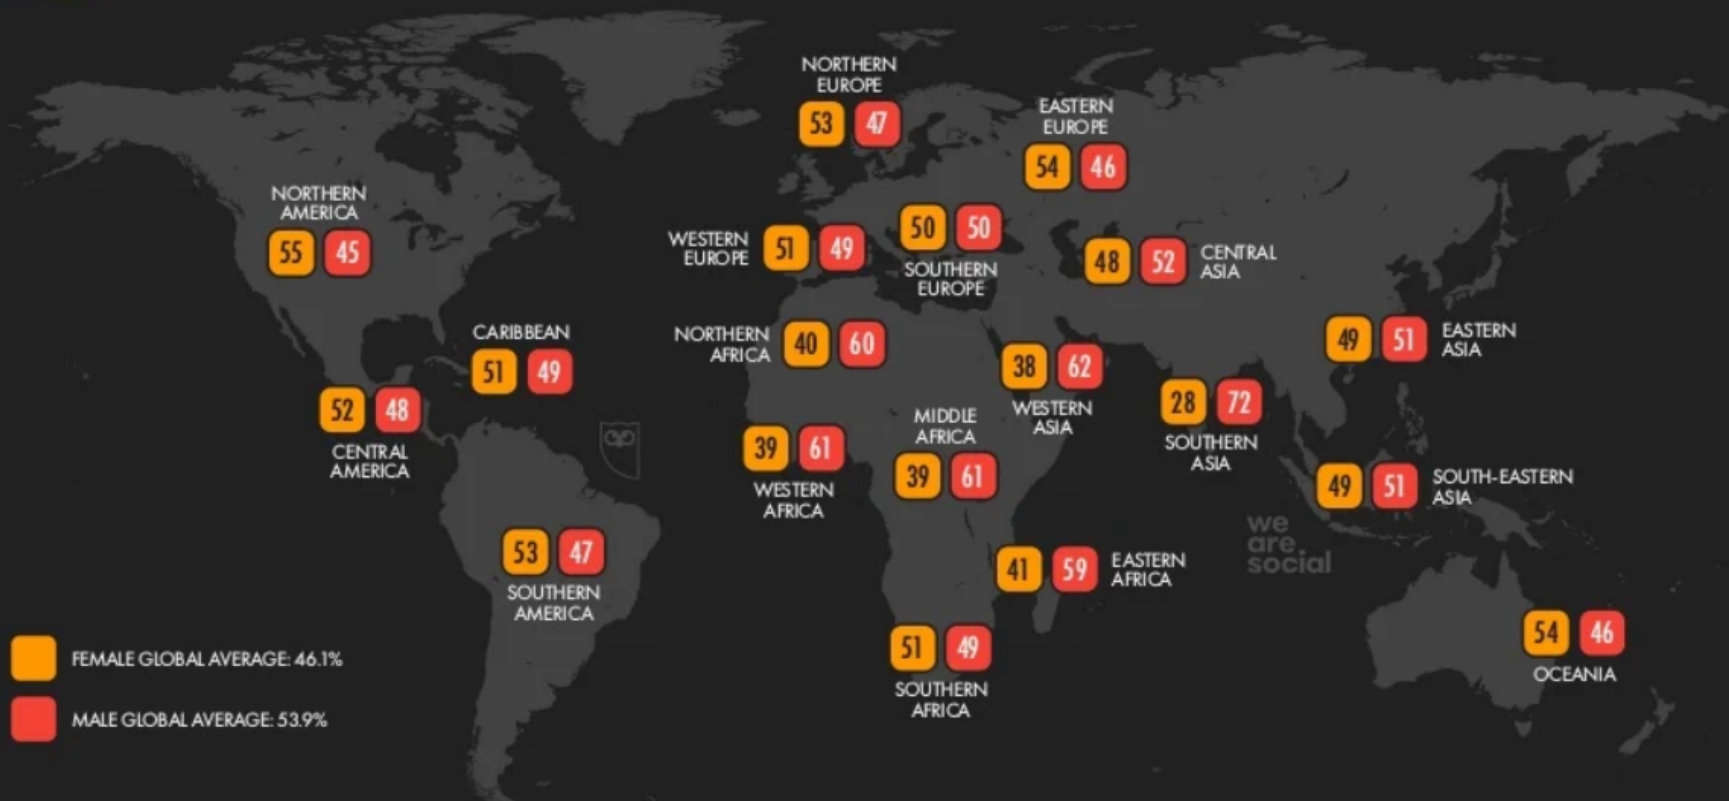 NORTHERN
EUROPE
53 47
EASTERN
EUROPE
54 46
NORTHERN
AMERICA
55 45
WESTERN
EUROPE
51 49
50 50
SOUTHERN
EUROPE
48 52
CENTRAL
ASIA
CARIBBEAN
51 49
NORTHERN
AFRICA
40 60
38 62
WESTERN
ASIA
49 51
EASTERN
ASIA
52 48
CENTRAL
AMERICA
39 61
WESTERN
AFRICA
MIDDLE
AFRICA
39 61
28 72
SOUTHERN
ASIA
49 51
SOUTH-EASTERN
ASIA
we
are
social
53 47
SOUTHERN
AMERICA
41 59
EASTERN
AFRICA
51 49
SOUTHERN
AFRICA
54 46
OCEANIA
FEMALE GLOBAL AVERAGE: 46.1%
MALE GLOBAL AVERAGE: 53.9%